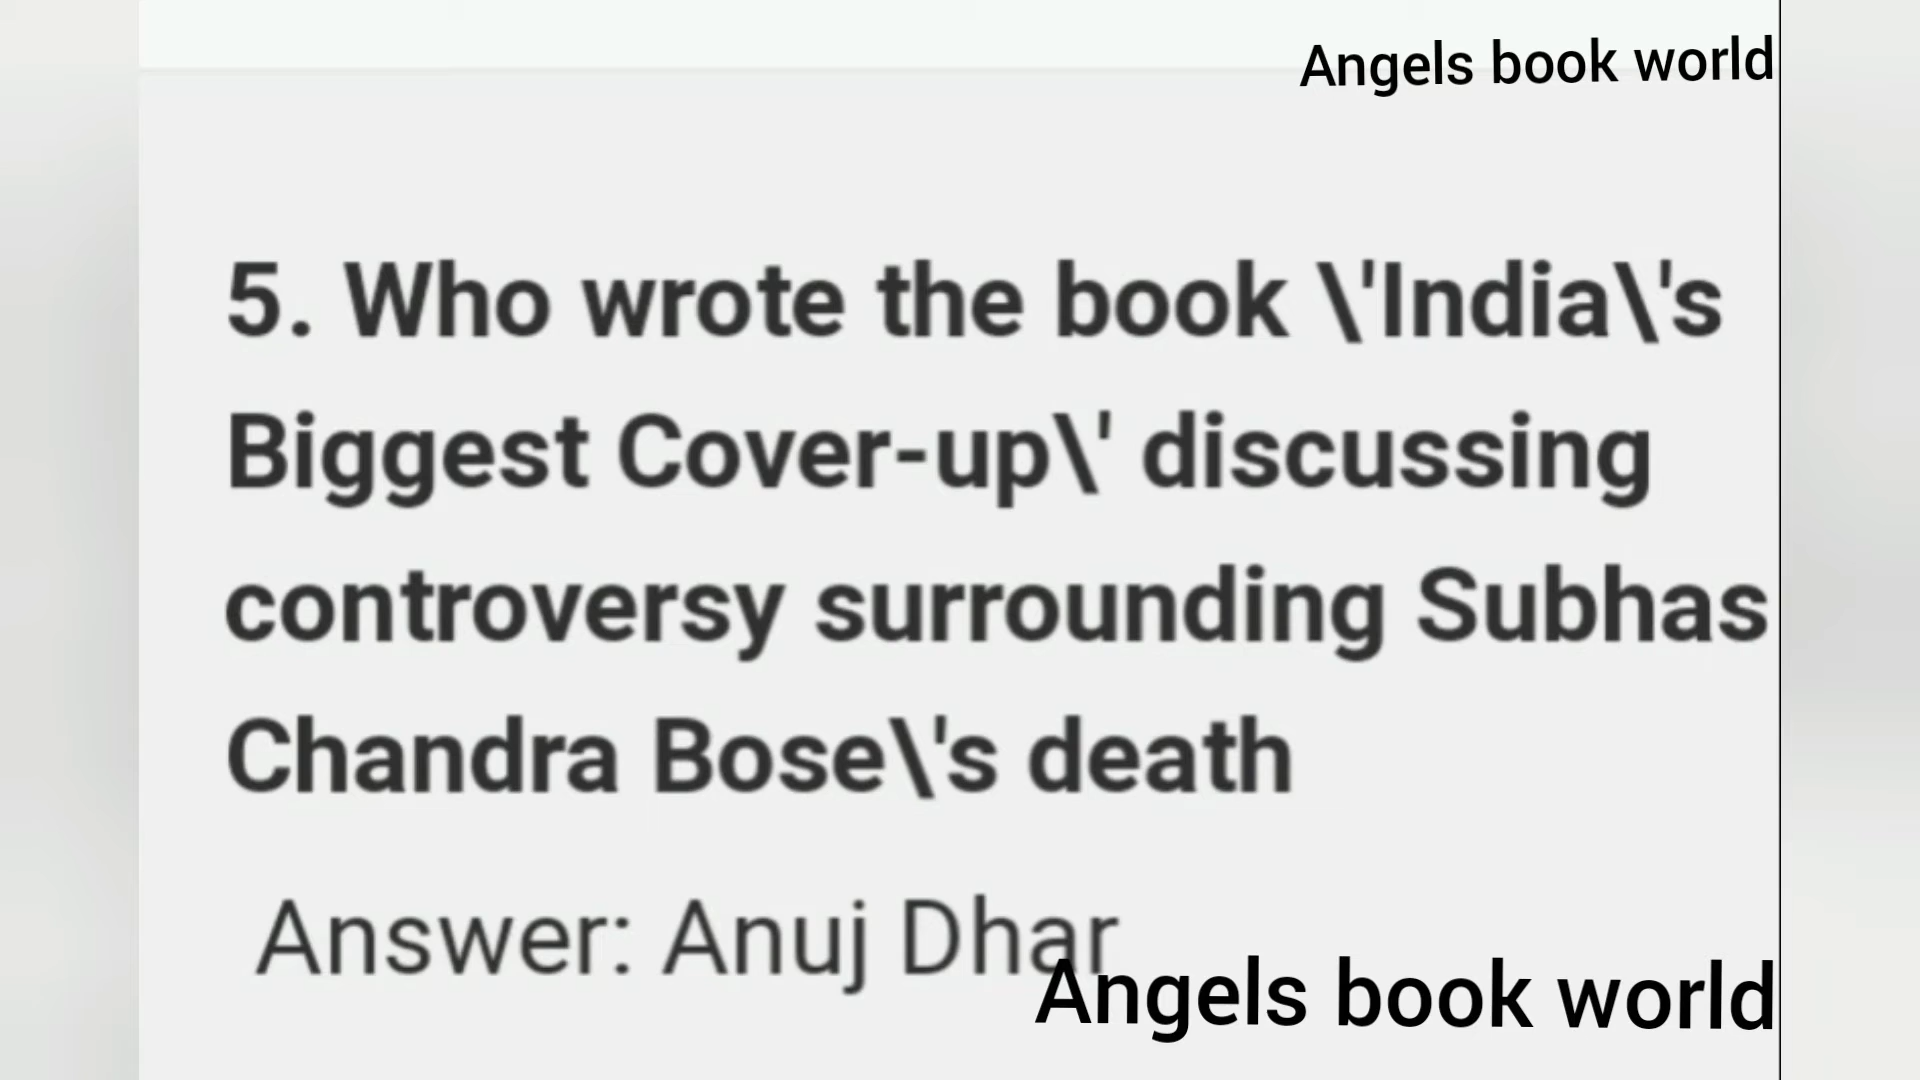 Angels book world
5. Who wrote the book \'India\'s
Biggest Cover-up\' discussing
controversy surrounding Subhas
Chandra Bose\'s death
Answer: Anuj Dhar
Angels book world